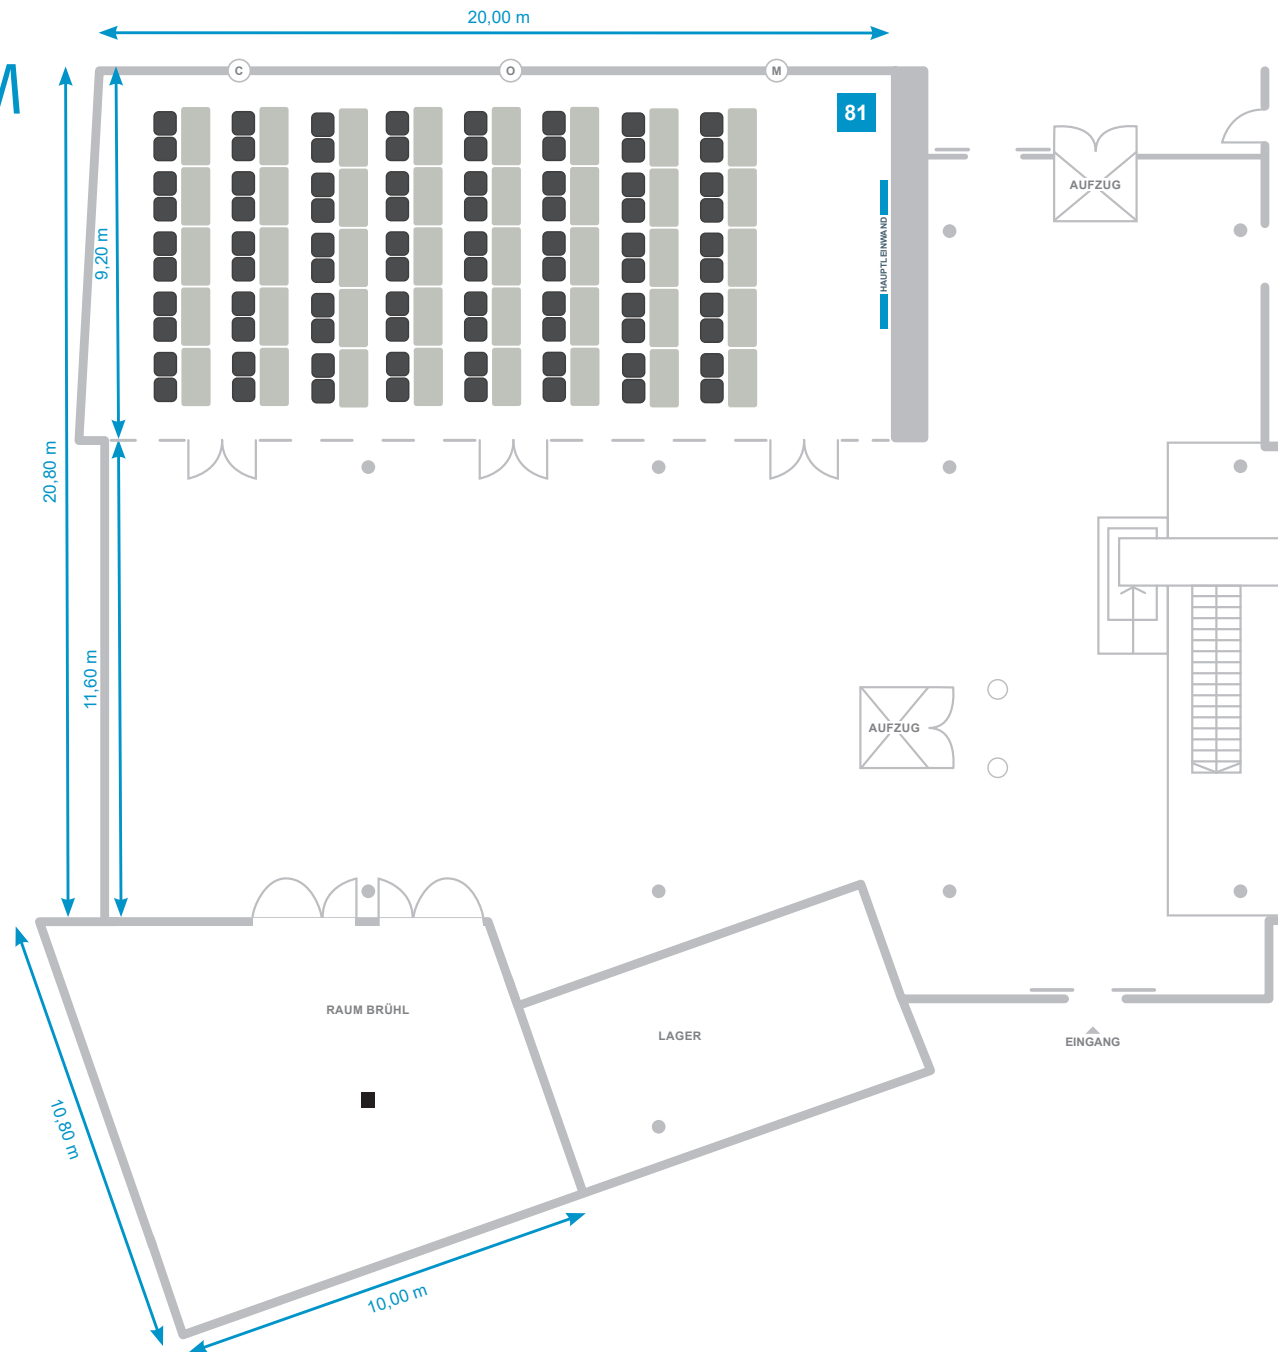 20,00 m
C
O
M
81
AUFZUG
9,20 m
HAUPTLEINWAND
20,80 m
11,60 m
AUFZUG
RAUM BRÜHL
LAGER
EINGANG
10,80 m
10,00 m